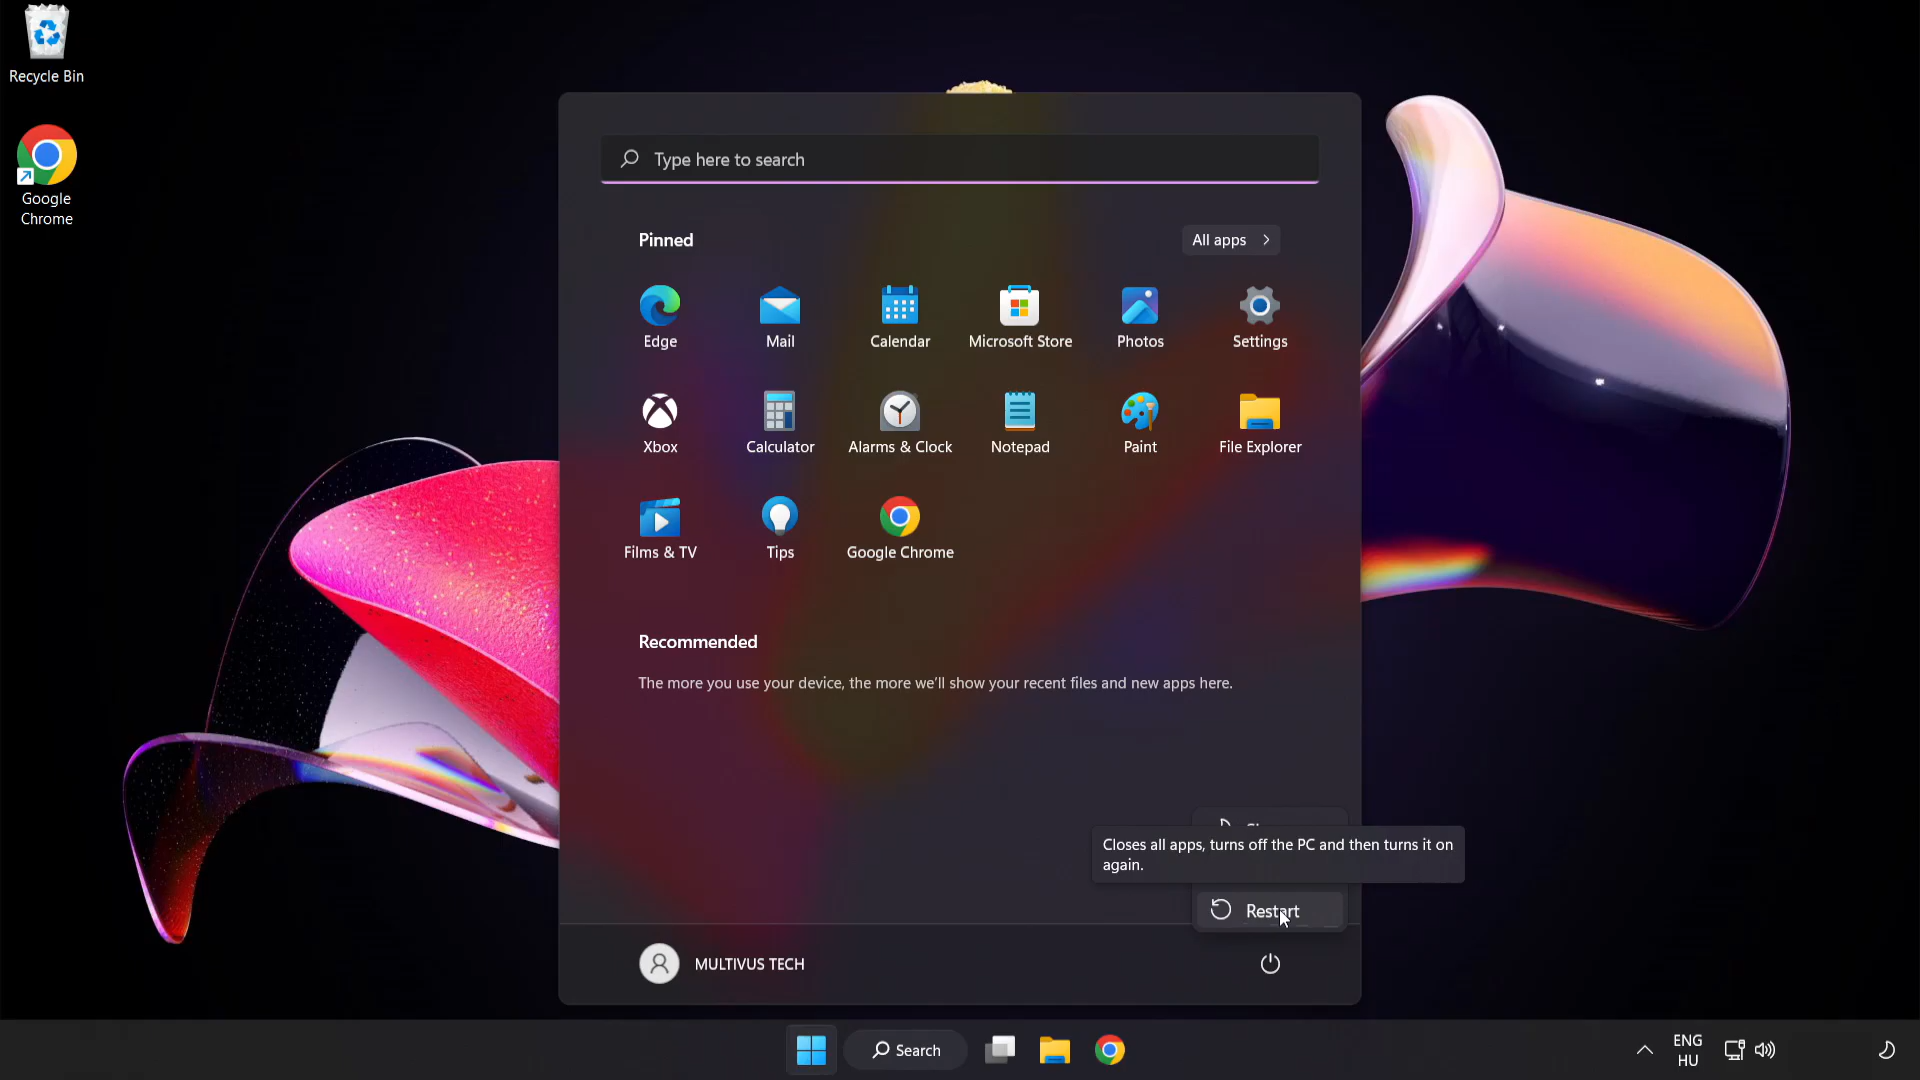 Recycle Bin
Google
Chrome
Type here to search
Pinned
All apps
Edge
Mail
Calendar
Microsoft Store
Photos
Settings
Xbox
Calculator
Alarms & Clock
Notepad
Paint
File Explorer
Films & TV
Tips
Google Chrome
Recommended
The more you use your device, the more we'll show your recent files and new apps here.
Closes all apps, turns off the PC and then turns it on
again.
Restart
MULTIVUS TECH
Search
ENG
HU